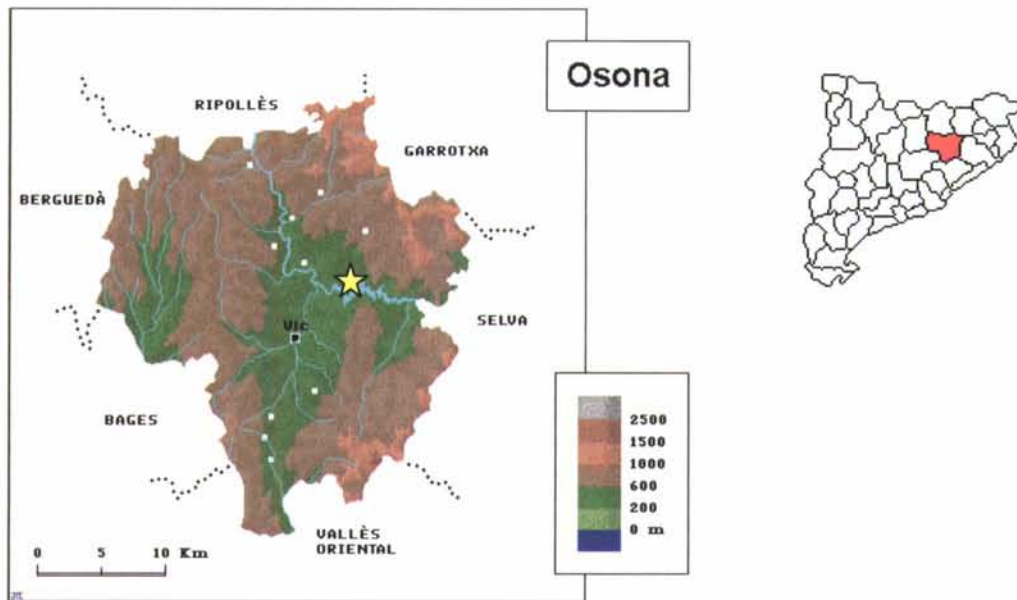 Osona
RIPOLLÈS
GARROTXA
BERGUEDÀ
SELVA
Vic
BAGES
VALLÈS
ORIENTAL
0 5 10 Km
2500
1500
1000
600
200
0 m